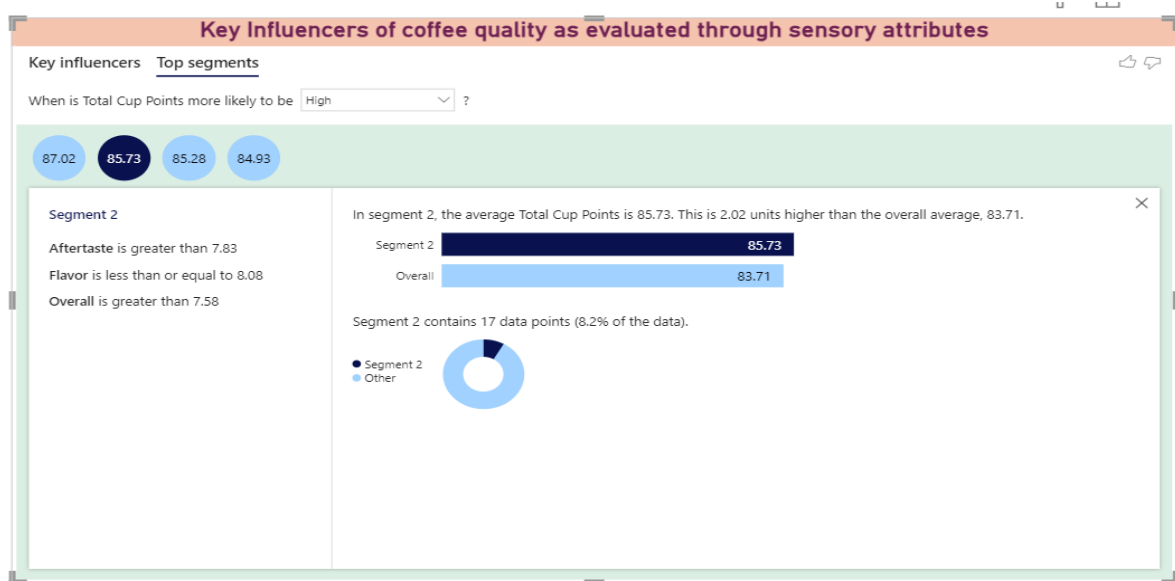 Key Influencers of coffee quality as evaluated through sensory attributes
Key influencers Top segments
When is Total Cup Points more likely to be High ?
87.02 85.73 85.28 84.93
Segment 2
Aftertaste is greater than 7.83
Flavor is less than or equal to 8.08
Overall is greater than 7.58
In segment 2, the average Total Cup Points is 85.73. This is 2.02 units higher than the overall average, 83.71.
Segment 2 85.73
Overall 83.71
Segment 2 contains 17 data points (8.2% of the data).
Segment 2
Other